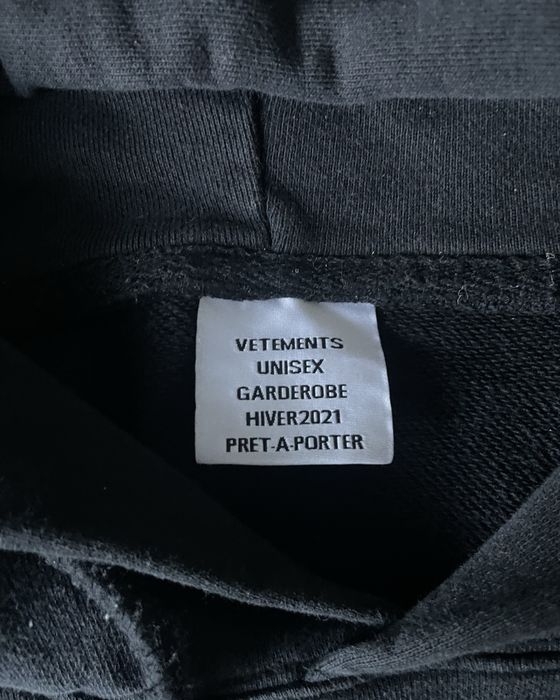 VETEMENTS
UNISEX
GARDEROBE
HIVER2021
PRET-A-PORTER